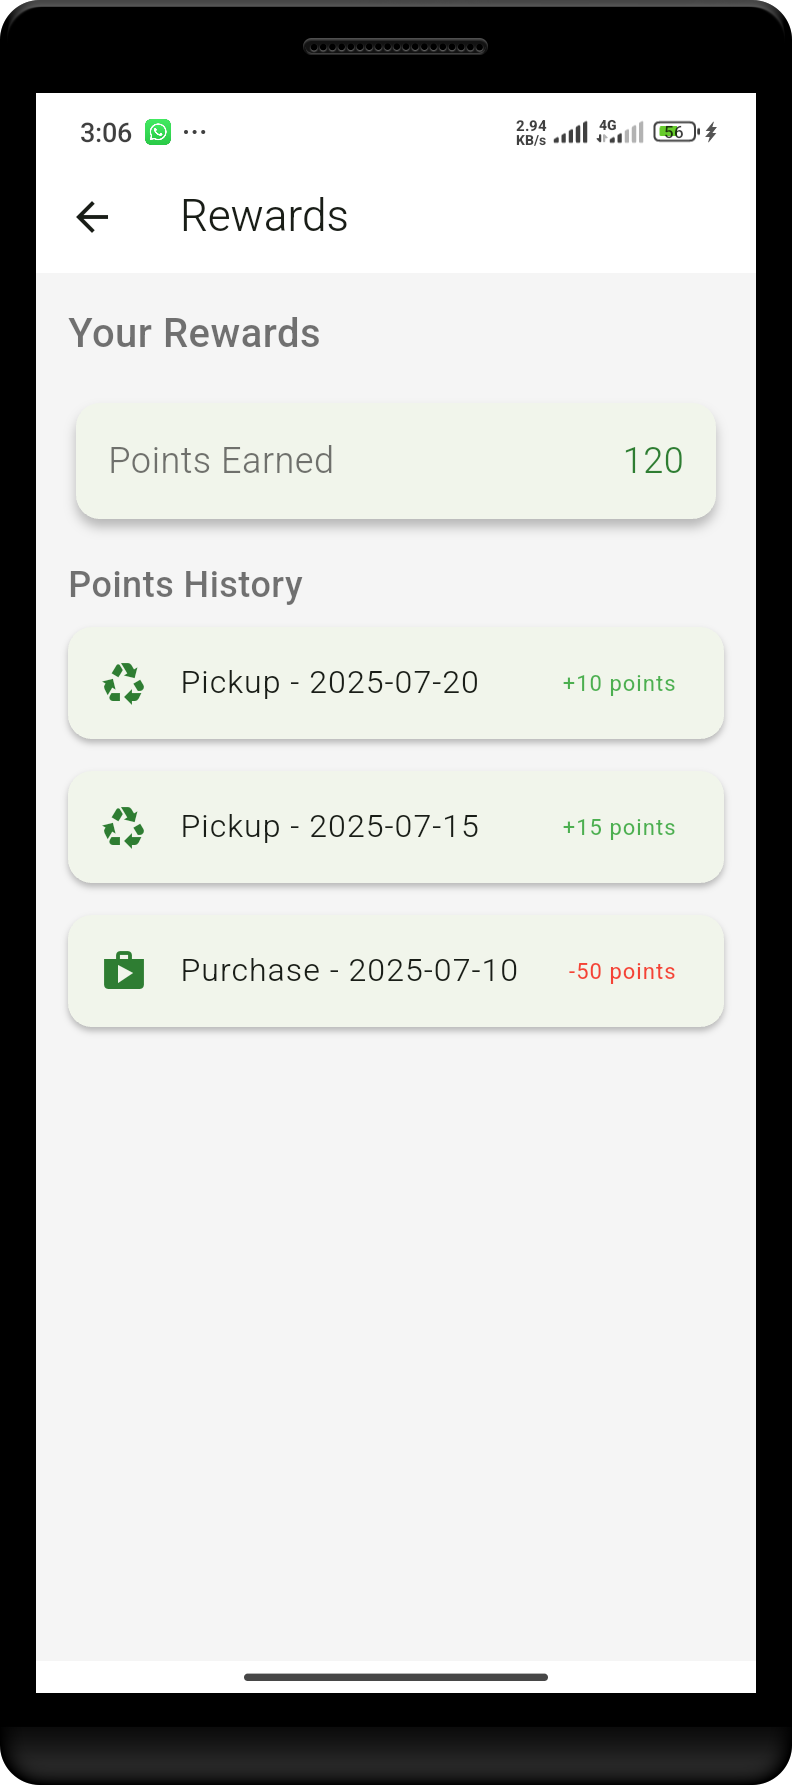 3:06 ... 2.94 KB/s 4G 56
Rewards
Your Rewards
Points Earned 120
Points History
Pickup - 2025-07-20 +10 points
Pickup - 2025-07-15 +15 points
Purchase - 2025-07-10 -50 points